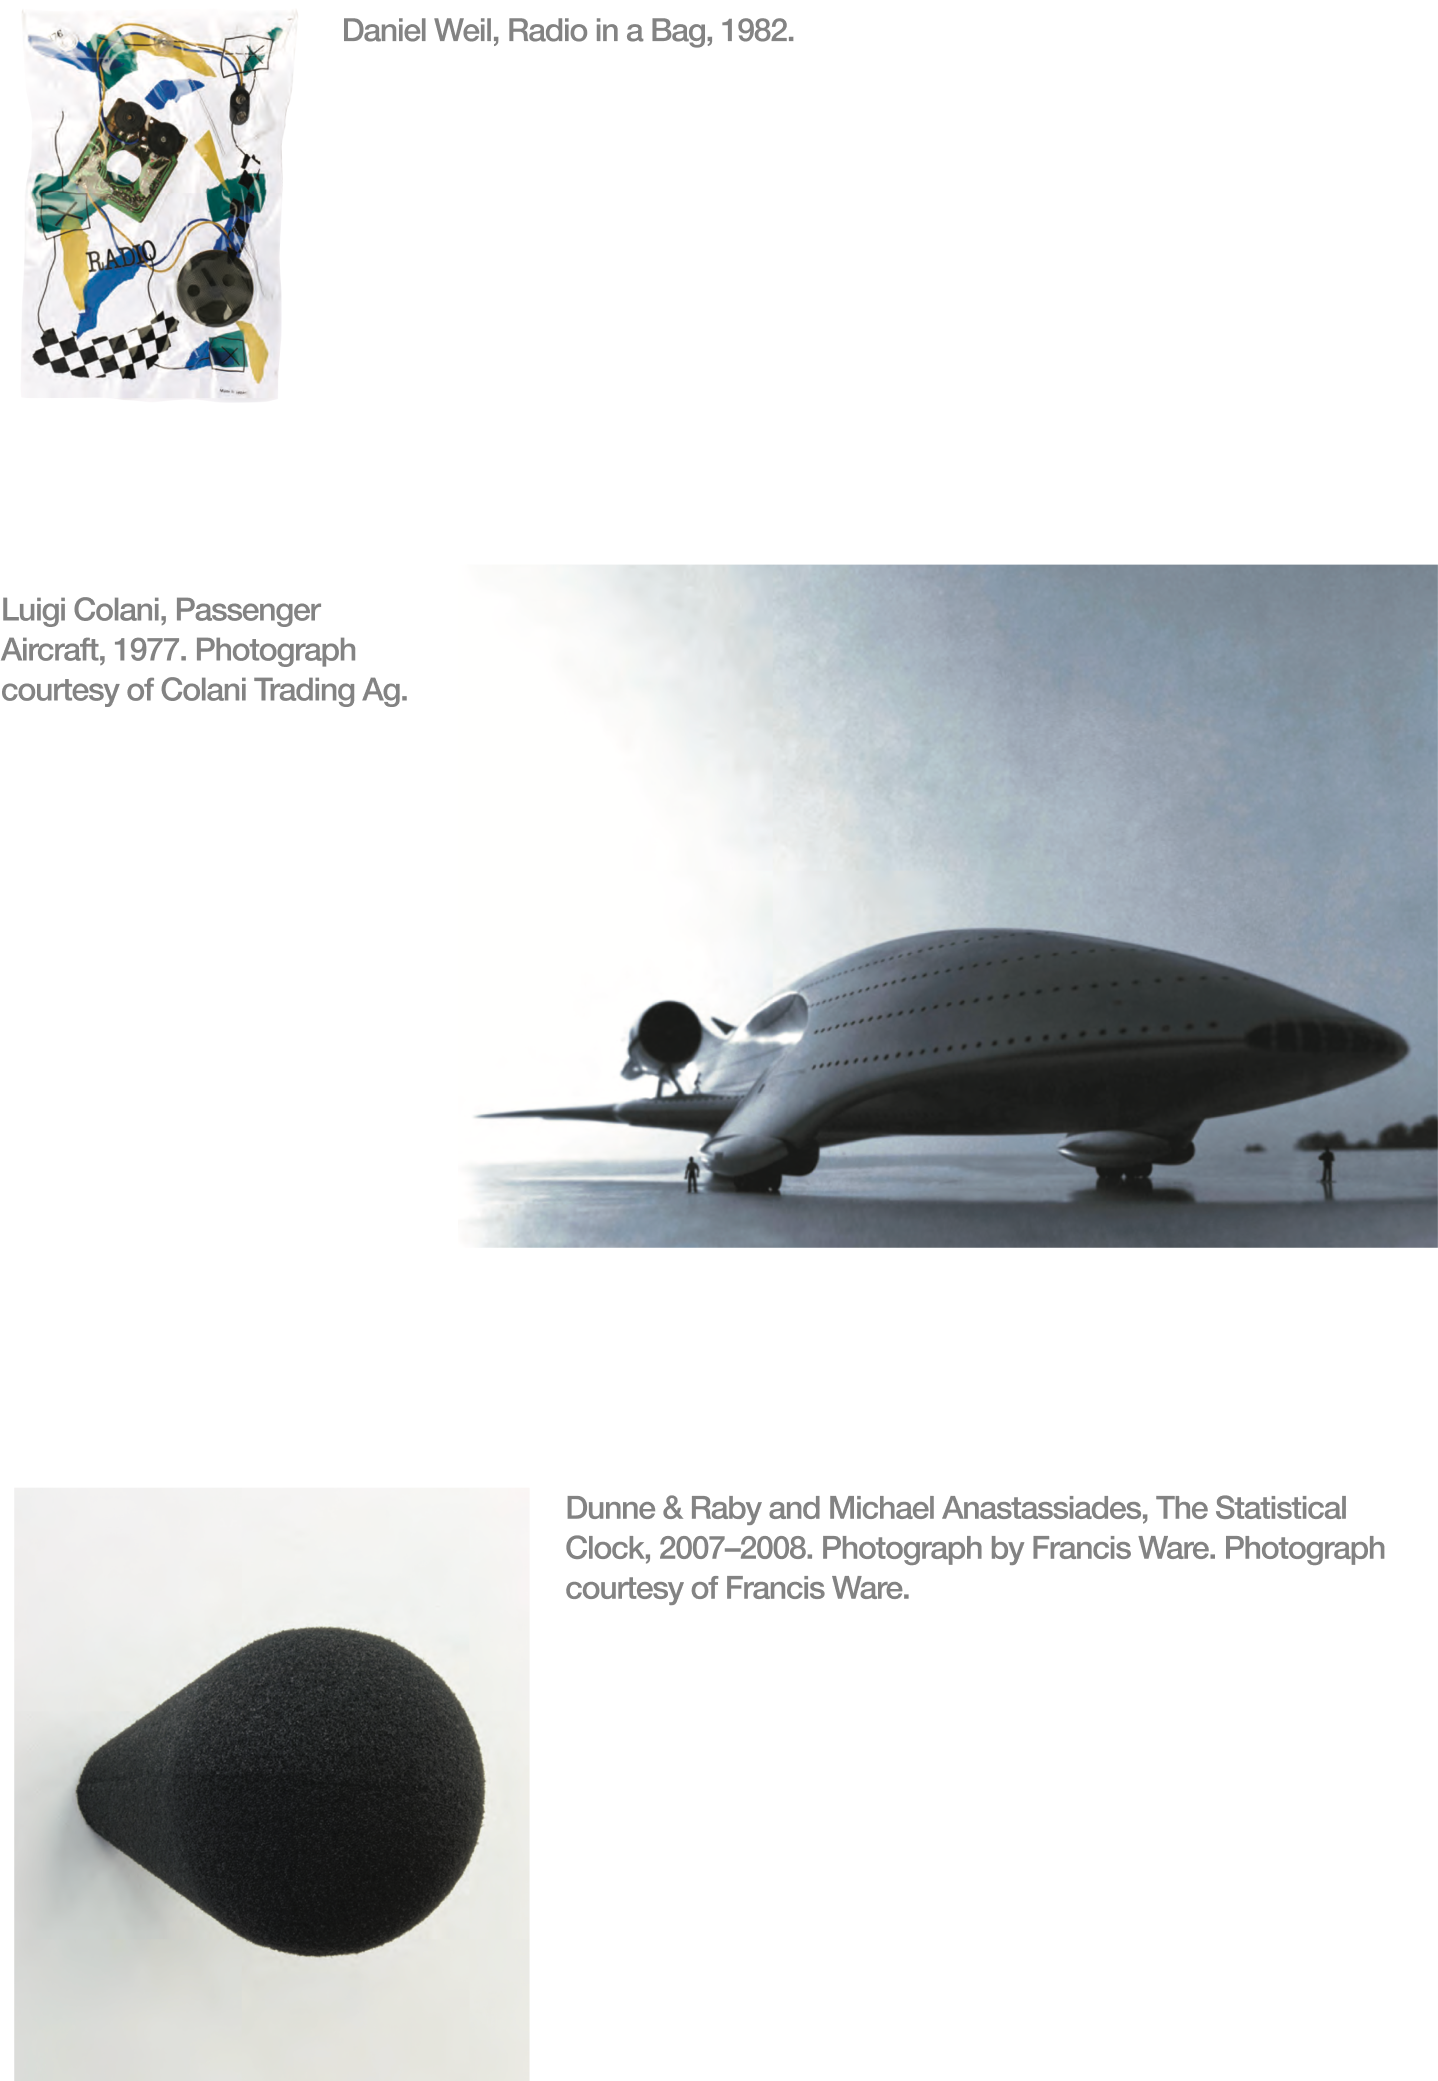 Daniel Weil, Radio in a Bag, 1982.
RADIO
Luigi Colani, Passenger
Aircraft, 1977. Photograph
courtesy of Colani Trading Ag.
Dunne & Raby and Michael Anastassiades, The Statistical
Clock, 2007–2008. Photograph by Francis Ware. Photograph
courtesy of Francis Ware.